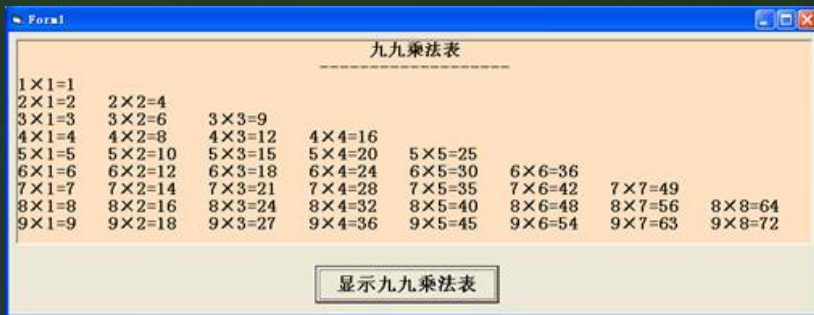 Form1
九九乘法表
--------------------
1×1=1
2×1=2 2×2=4
3×1=3 3×2=6 3×3=9
4×1=4 4×2=8 4×3=12 4×4=16
5×1=5 5×2=10 5×3=15 5×4=20 5×5=25
6×1=6 6×2=12 6×3=18 6×4=24 6×5=30 6×6=36
7×1=7 7×2=14 7×3=21 7×4=28 7×5=35 7×6=42 7×7=49
8×1=8 8×2=16 8×3=24 8×4=32 8×5=40 8×6=48 8×7=56 8×8=64
9×1=9 9×2=18 9×3=27 9×4=36 9×5=45 9×6=54 9×7=63 9×8=72
显示九九乘法表